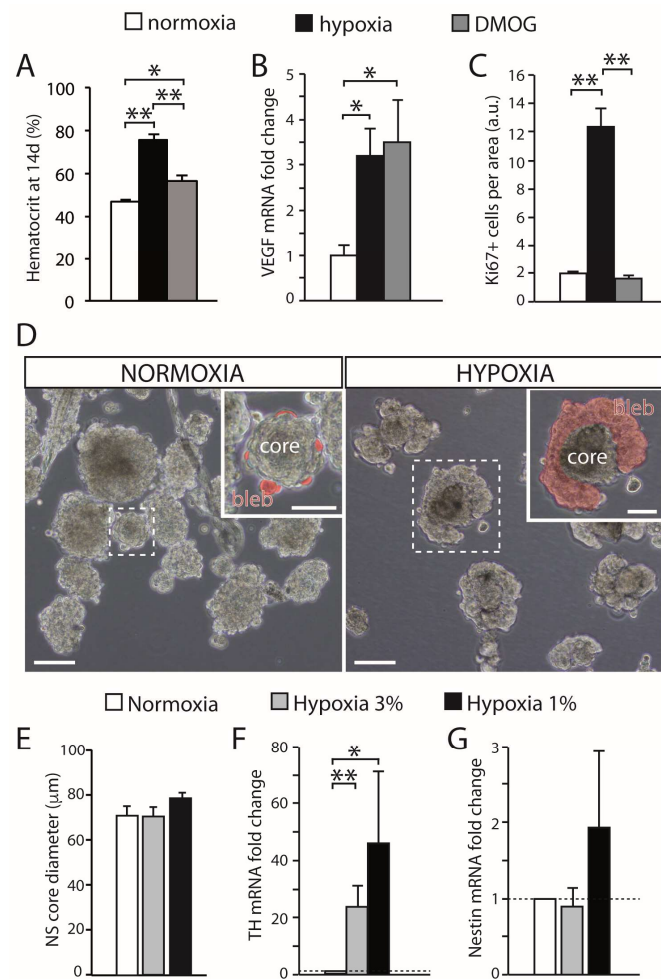 normoxia hypoxia DMOG
A
Hematocrit at 14d (%)
100
80
60
40
20
0
*
** **
B
VEGF mRNA fold change
5
4
3
2
1
0
*
*
C
Ki67+ cells per area (a.u.)
16
14
12
10
8
6
4
2
0
** **
D
NORMOXIA
core
bleb
HYPOXIA
bleb
core
Normoxia Hypoxia 3% Hypoxia 1%
E
NS core diameter (μm)
100
80
60
40
20
0
F
TH mRNA fold change
80
60
40
20
0
*
**
G
Nestin mRNA fold change
3
2
1
0